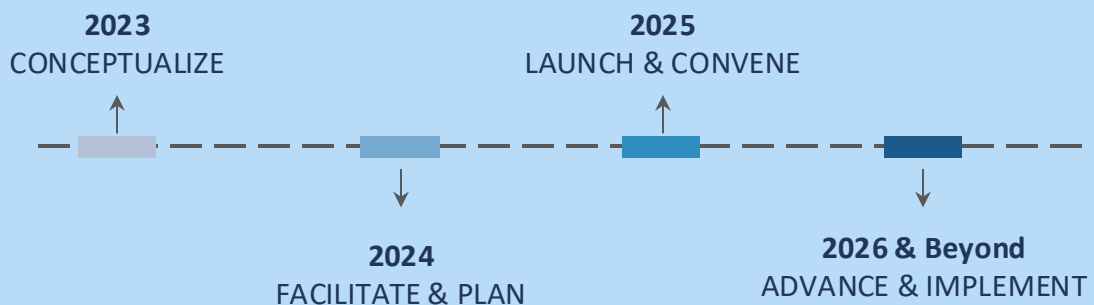 2023
CONCEPTUALIZE
2024
FACILITATE & PLAN
2025
LAUNCH & CONVENE
2026 & Beyond
ADVANCE & IMPLEMENT